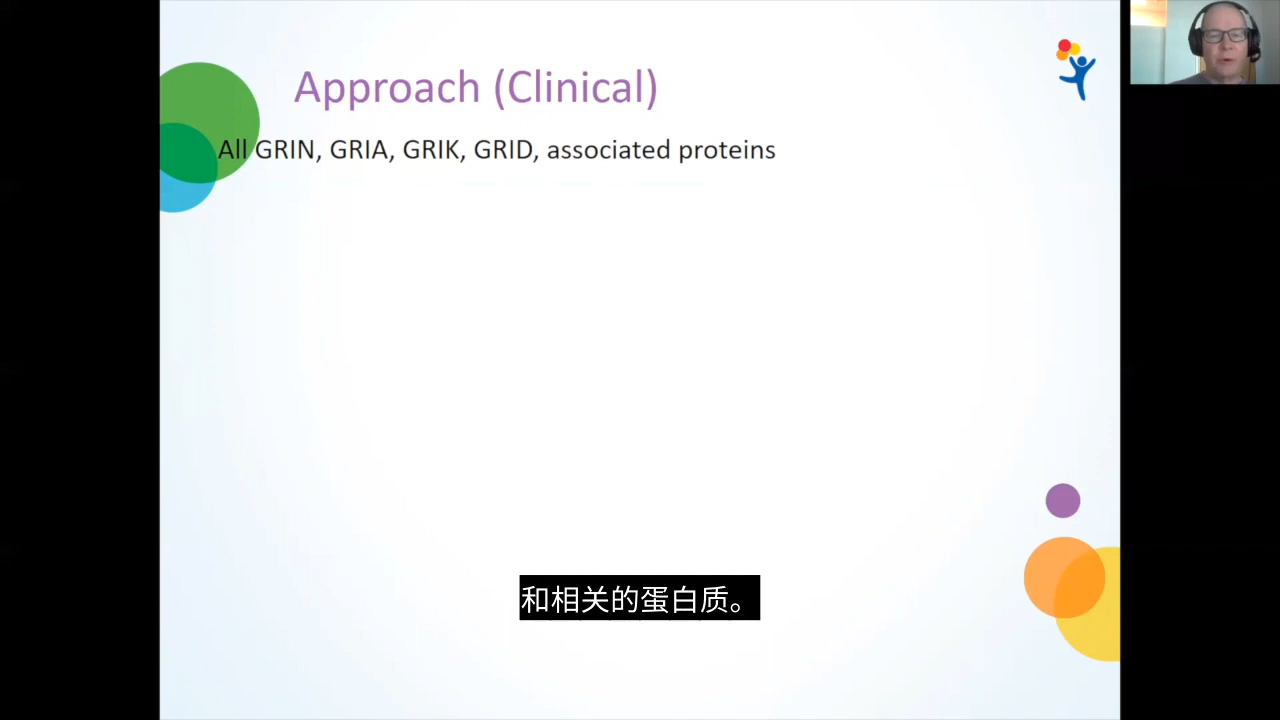 Approach (Clinical)
All GRIN, GRIA, GRIK, GRID, associated proteins
和相关的蛋白质。